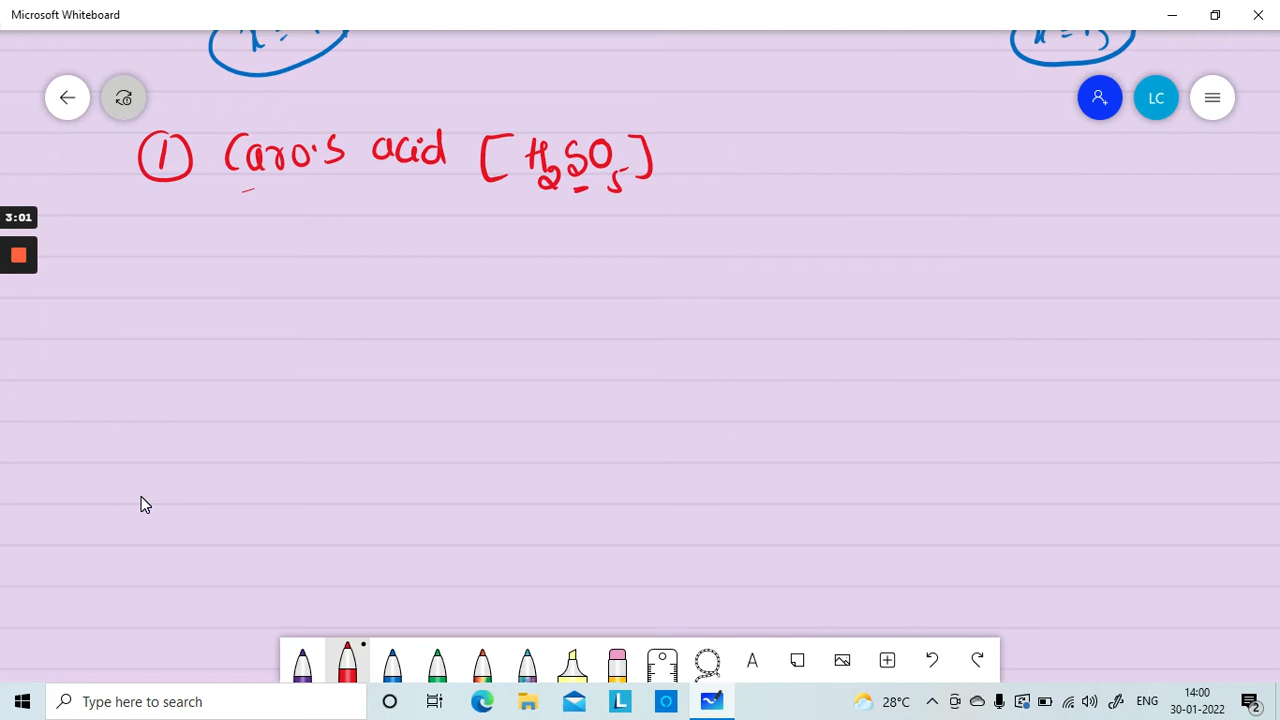 Microsoft Whiteboard
LC
3:01
① Caro's acid [H₂SO₅]
A
Type here to search
28°C
ENG
14:00
30-01-2022
2